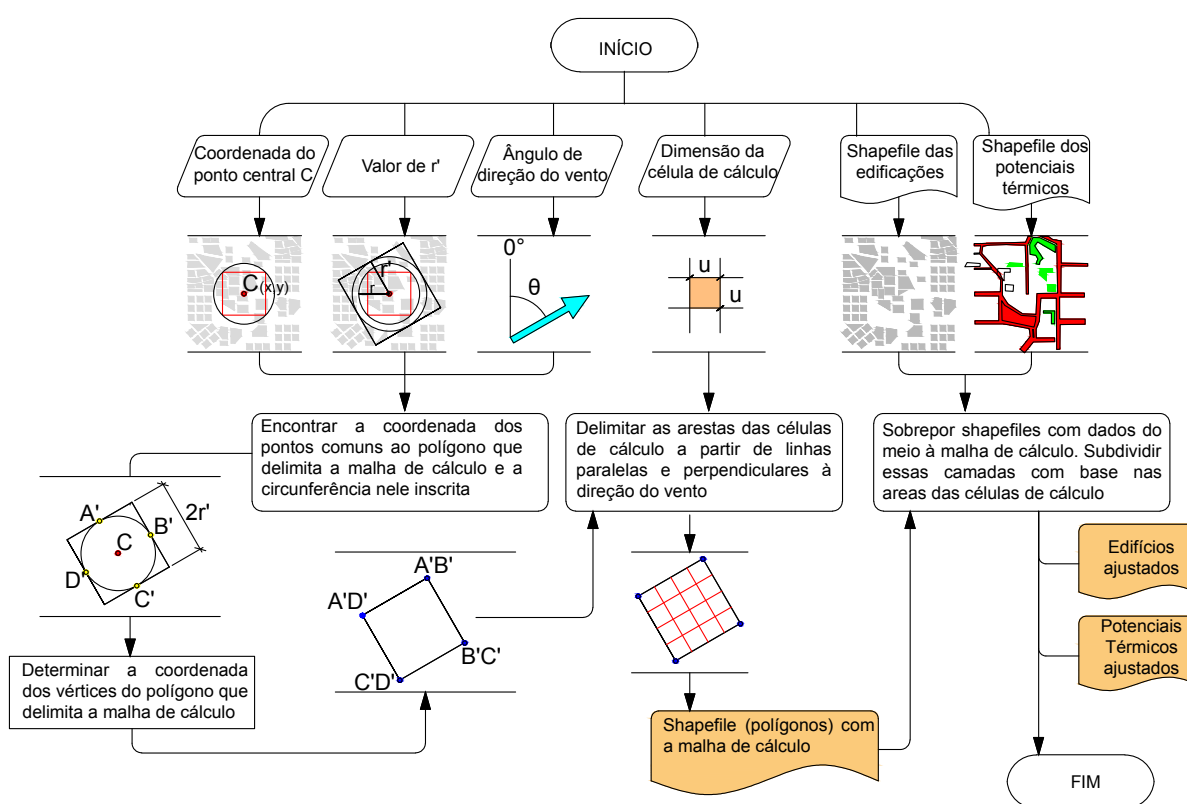 INÍCIO
Coordenada do
ponto central C
Valor de r'
Ângulo de
direção do vento
Dimensão da
célula de cálculo
Shapefile das
edificações
Shapefile dos
potenciais
térmicos
C(x,y)
r'
r
0°
θ
u
u
Encontrar a coordenada dos
pontos comuns ao polígono que
delimita a malha de cálculo e a
circunferência nele inscrita
Delimitar as arestas das células
de cálculo a partir de linhas
paralelas e perpendiculares à
direção do vento
Sobrepor shapefiles com dados do
meio à malha de cálculo. Subdividir
essas camadas com base nas
areas das células de cálculo
A'
B'
C
D'
C'
2r'
A'B'
A'D'
B'C'
C'D'
Edifícios
ajustados
Potenciais
Térmicos
ajustados
Determinar a coordenada
dos vértices do polígono que
delimita a malha de cálculo
Shapefile (polígonos) com
a malha de cálculo
FIM